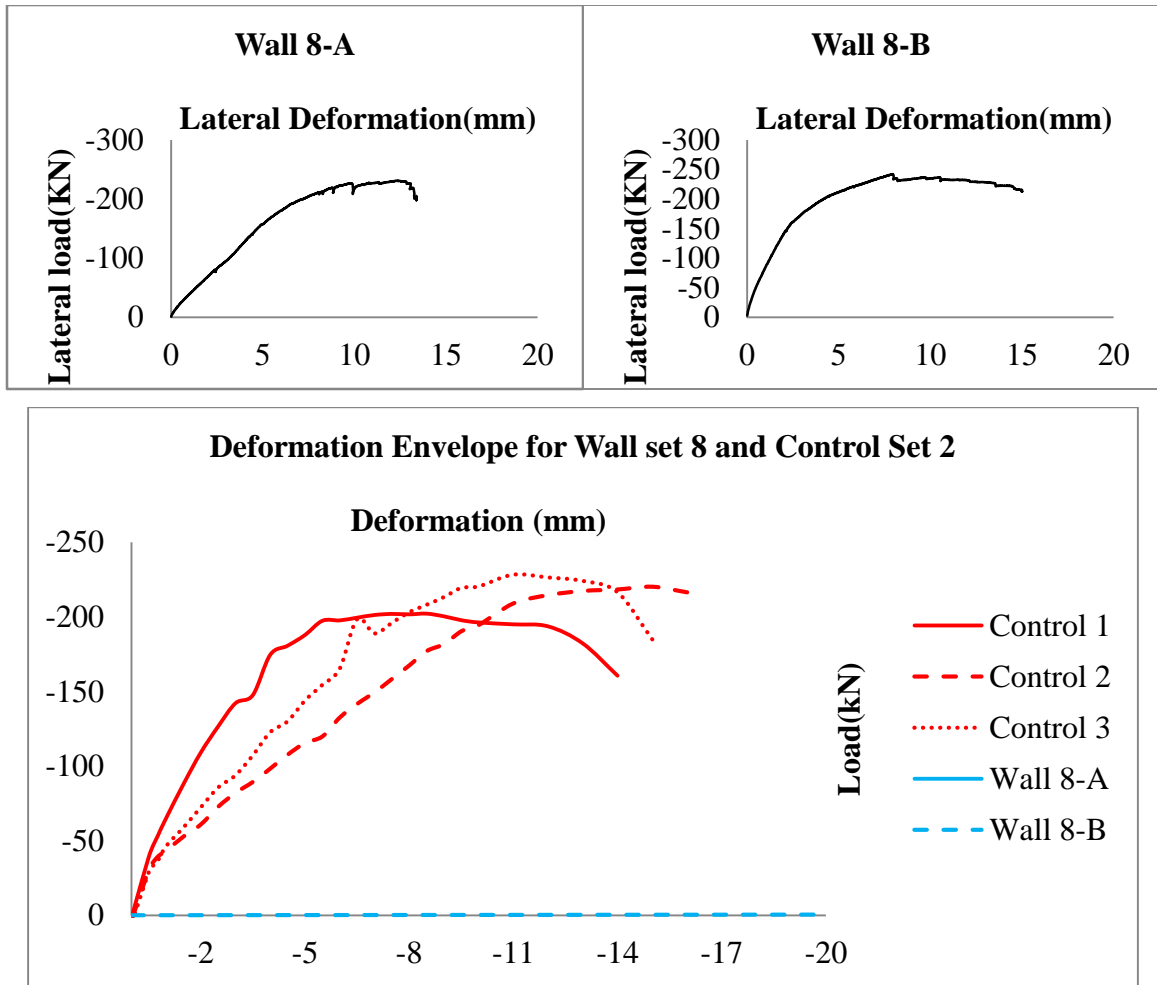 Wall 8-A
Lateral Deformation(mm)
Lateral load(KN)
-300
-200
-100
0
0 5 10 15 20
Wall 8-B
Lateral Deformation(mm)
Lateral load(KN)
-300
-250
-200
-150
-100
-50
0
0 5 10 15 20
Deformation Envelope for Wall set 8 and Control Set 2
Deformation (mm)
-250
-200
-150
-100
-50
0
-2 -5 -8 -11 -14 -17 -20
Load(kN)
Control 1
Control 2
Control 3
Wall 8-A
Wall 8-B